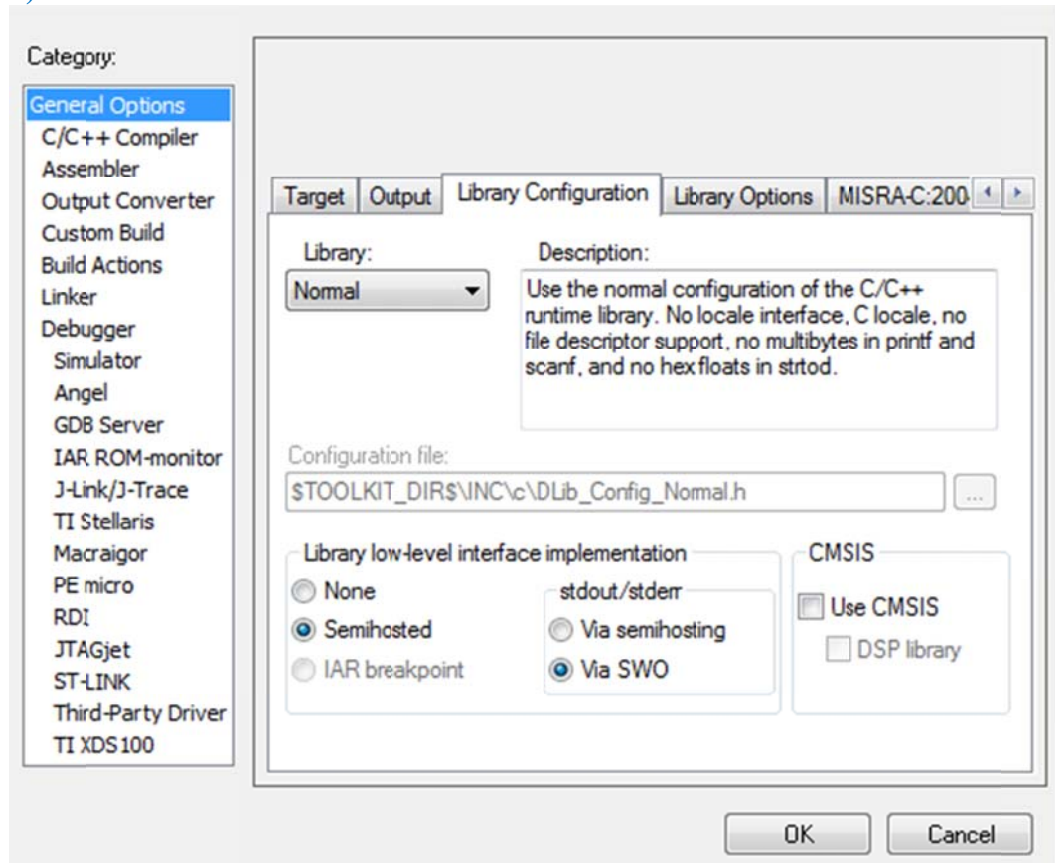 )
Category:
General Options
C/C++ Compiler
Assembler
Output Converter
Custom Build
Build Actions
Linker
Debugger
Simulator
Angel
GDB Server
IAR ROM-monitor
J-Link/J-Trace
TI Stellaris
Macraigor
PE micro
RDI
JTAGjet
ST-LINK
Third-Party Driver
TI XDS100
Target Output Library Configuration Library Options MISRA-C:200
Library:
Normal
Description:
Use the normal configuration of the C/C++
runtime library. No locale interface, C locale, no
file descriptor support, no multibytes in printf and
scanf, and no hexfloats in strtod.
Configuration file:
$TOOLKIT_DIR$\INC\c\DLib_Config_Normal.h
...
Library low-level interface implementation
None
Semihosted
IAR breakpoint
stdout/stderr
Via semihosting
Via SWO
CMSIS
Use CMSIS
DSP library
OK Cancel